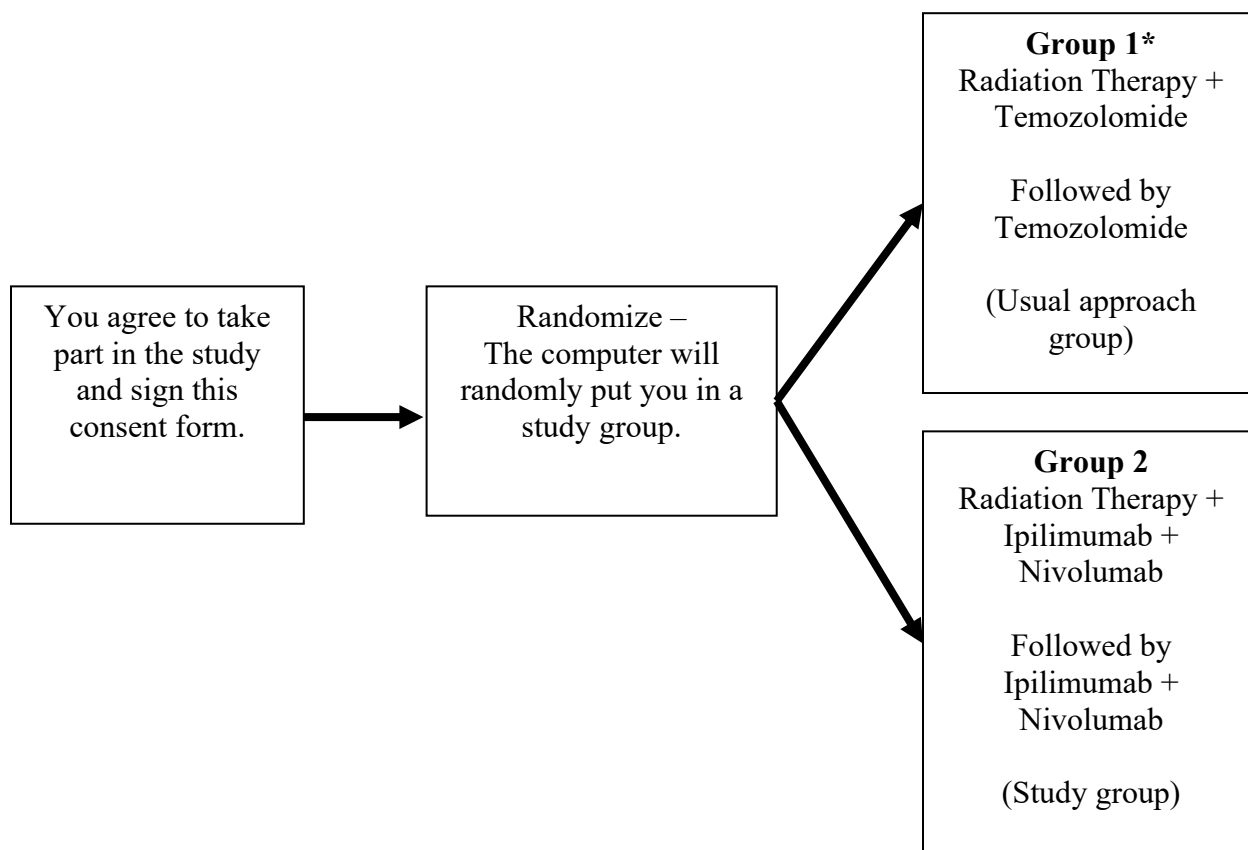 You agree to take
part in the study
and sign this
consent form.
Randomize –
The computer will
randomly put you in a
study group.
Group 1*
Radiation Therapy +
Temozolomide
Followed by
Temozolomide
(Usual approach
group)
Group 2
Radiation Therapy +
Ipilimumab +
Nivolumab
Followed by
Ipilimumab +
Nivolumab
(Study group)